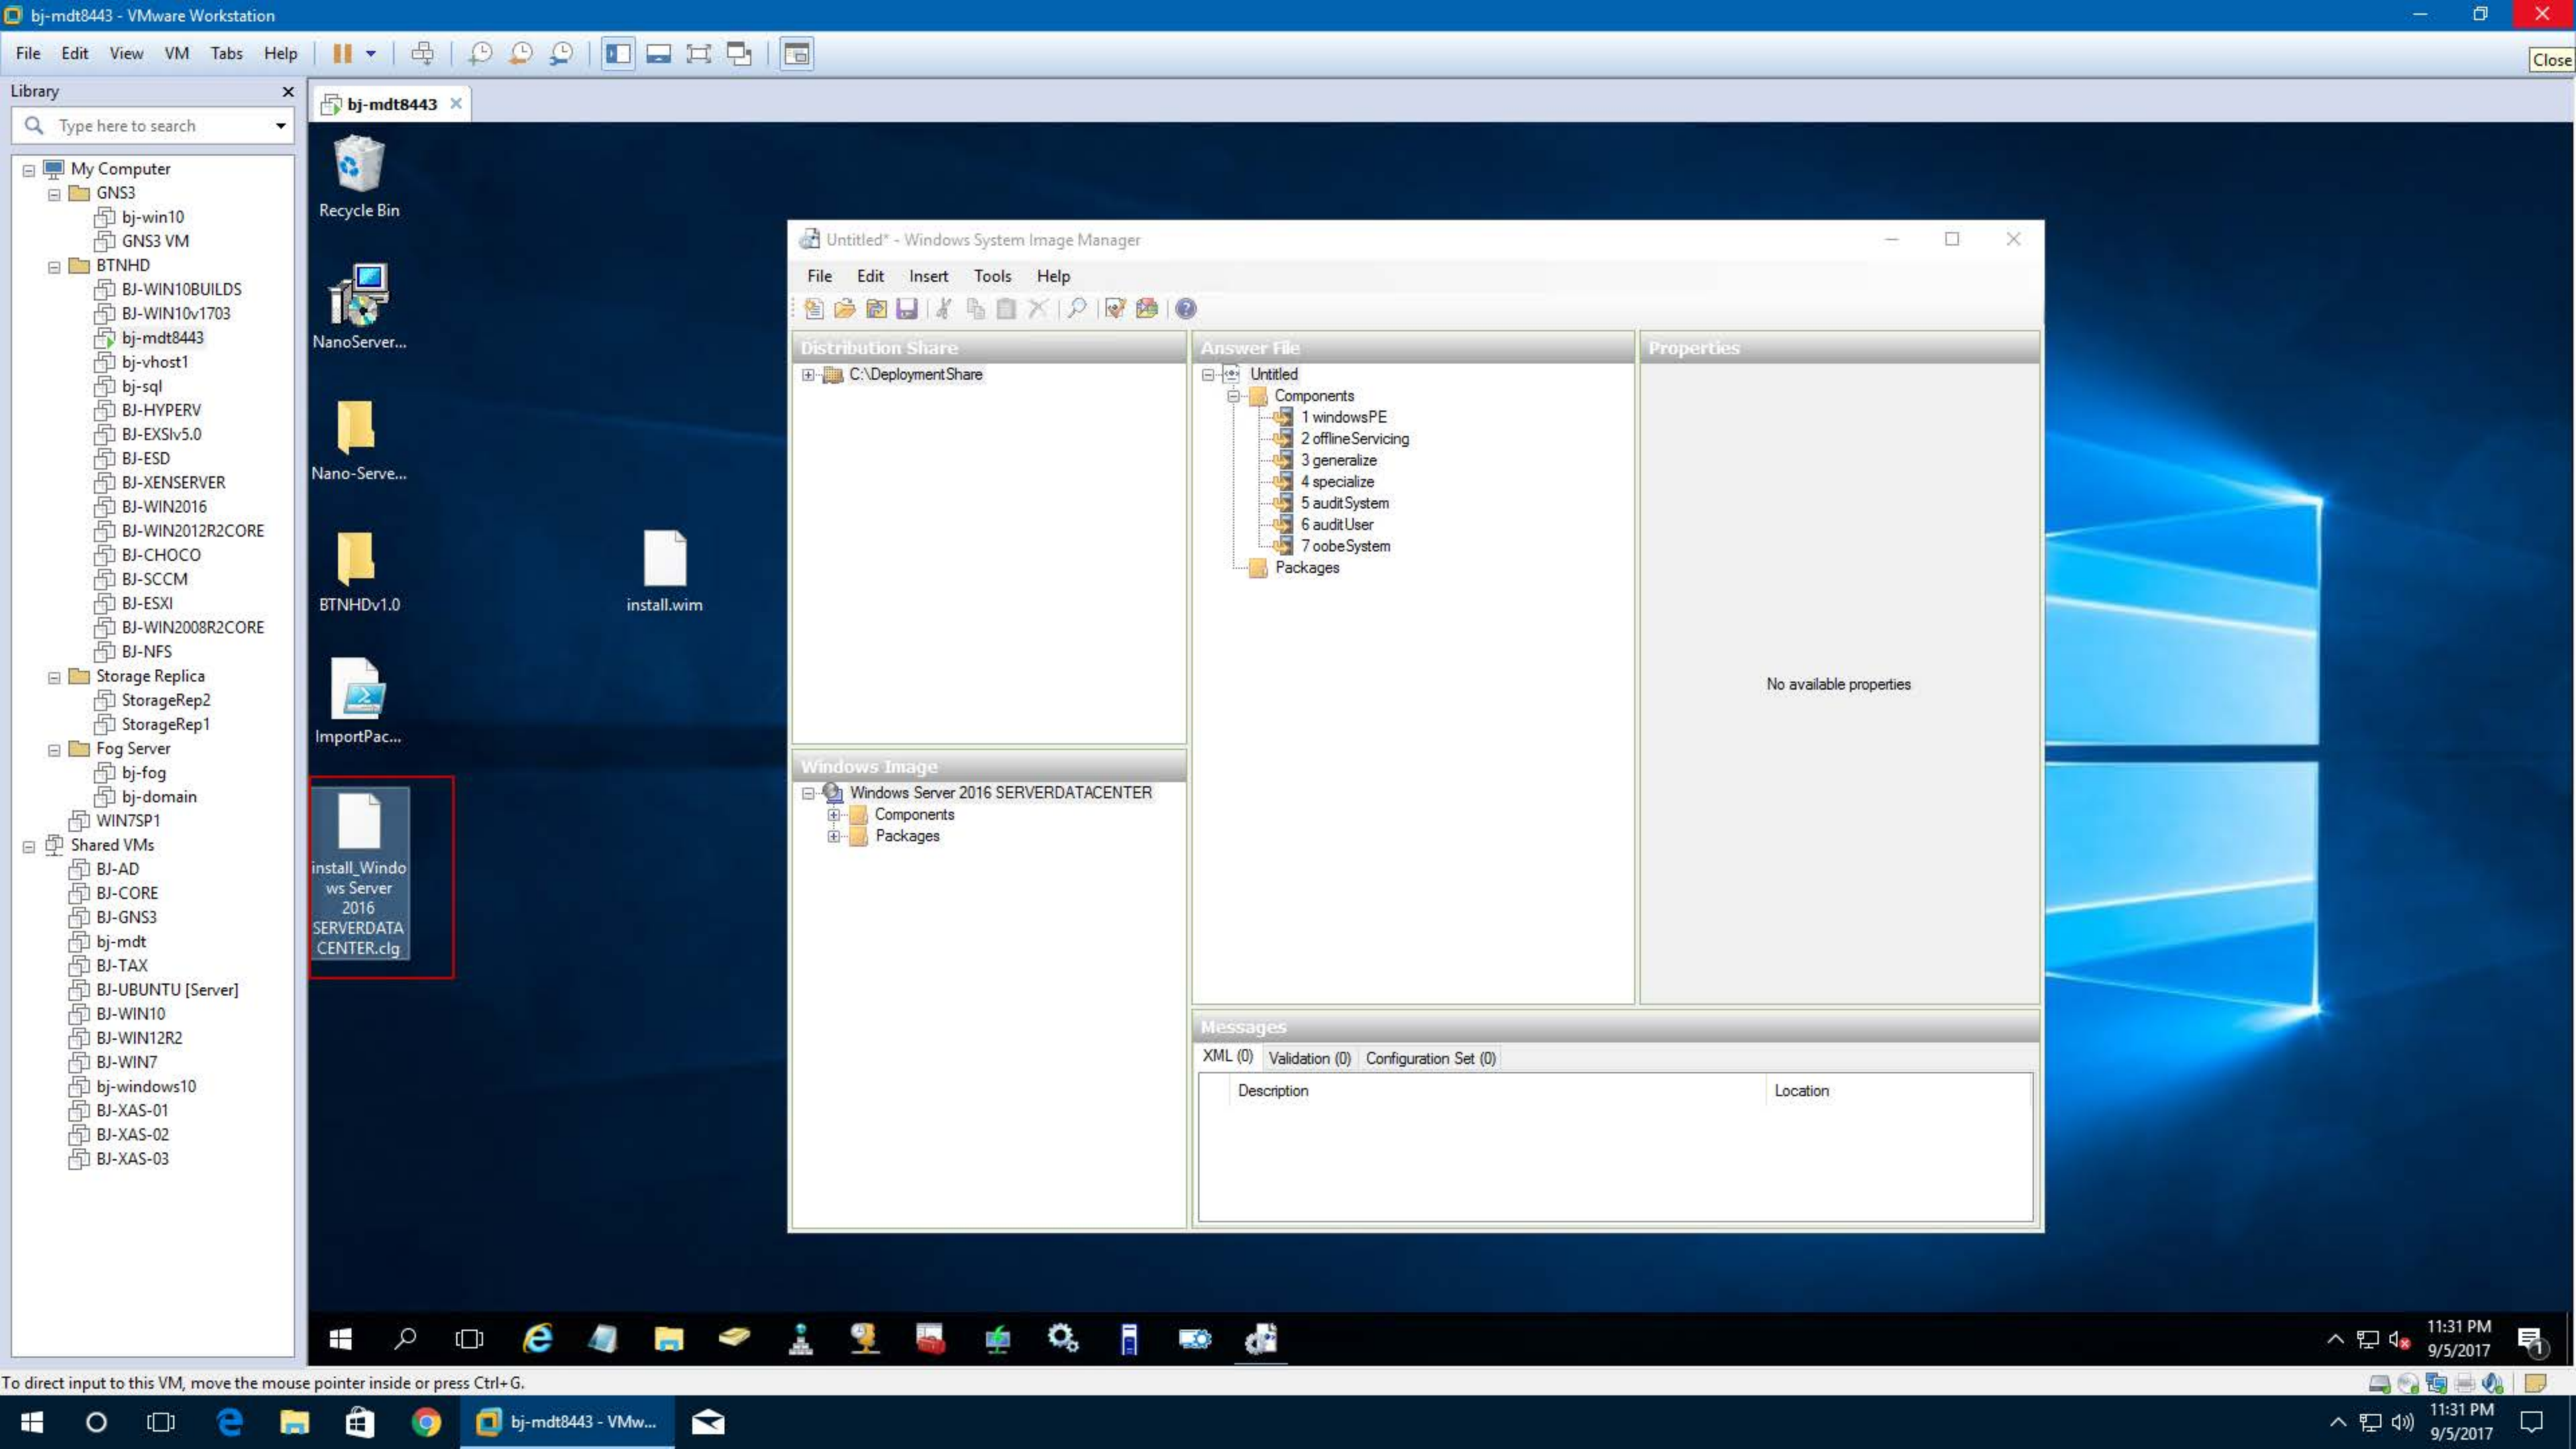 bj-mdt8443 - VMware Workstation
File Edit View VM Tabs Help
Close
Library
bj-mdt8443
Type here to search
My Computer
GNS3
bj-win10
GNS3 VM
BTNHD
BJ-WIN10BUILDS
BJ-WIN10v1703
bj-mdt8443
bj-vhost1
bj-sql
BJ-HYPERV
BJ-EXSIv5.0
BJ-ESD
BJ-XENSERVER
BJ-WIN2016
BJ-WIN2012R2CORE
BJ-CHOCO
BJ-SCCM
BJ-ESXI
BJ-WIN2008R2CORE
BJ-NFS
Storage Replica
StorageRep2
StorageRep1
Fog Server
bj-fog
bj-domain
WIN7SP1
Shared VMs
BJ-AD
BJ-CORE
BJ-GNS3
bj-mdt
BJ-TAX
BJ-UBUNTU [Server]
BJ-WIN10
BJ-WIN12R2
BJ-WIN7
bj-windows10
BJ-XAS-01
BJ-XAS-02
BJ-XAS-03
Recycle Bin
NanoServer...
Nano-Serve...
BTNHDv1.0
install.wim
ImportPac...
install_Windo
ws Server
2016
SERVERDATA
CENTER.clg
Untitled* - Windows System Image Manager
File Edit Insert Tools Help
Distribution Share
C:\DeploymentShare
Windows Image
Windows Server 2016 SERVERDATACENTER
Components
Packages
Answer File
Untitled
Components
1 windowsPE
2 offlineServicing
3 generalize
4 specialize
5 auditSystem
6 auditUser
7 oobeSystem
Packages
Properties
No available properties
Messages
XML (0) Validation (0) Configuration Set (0)
Description Location
11:31 PM
9/5/2017
1
To direct input to this VM, move the mouse pointer inside or press Ctrl+G.
bj-mdt8443 - VMw...
11:31 PM
9/5/2017